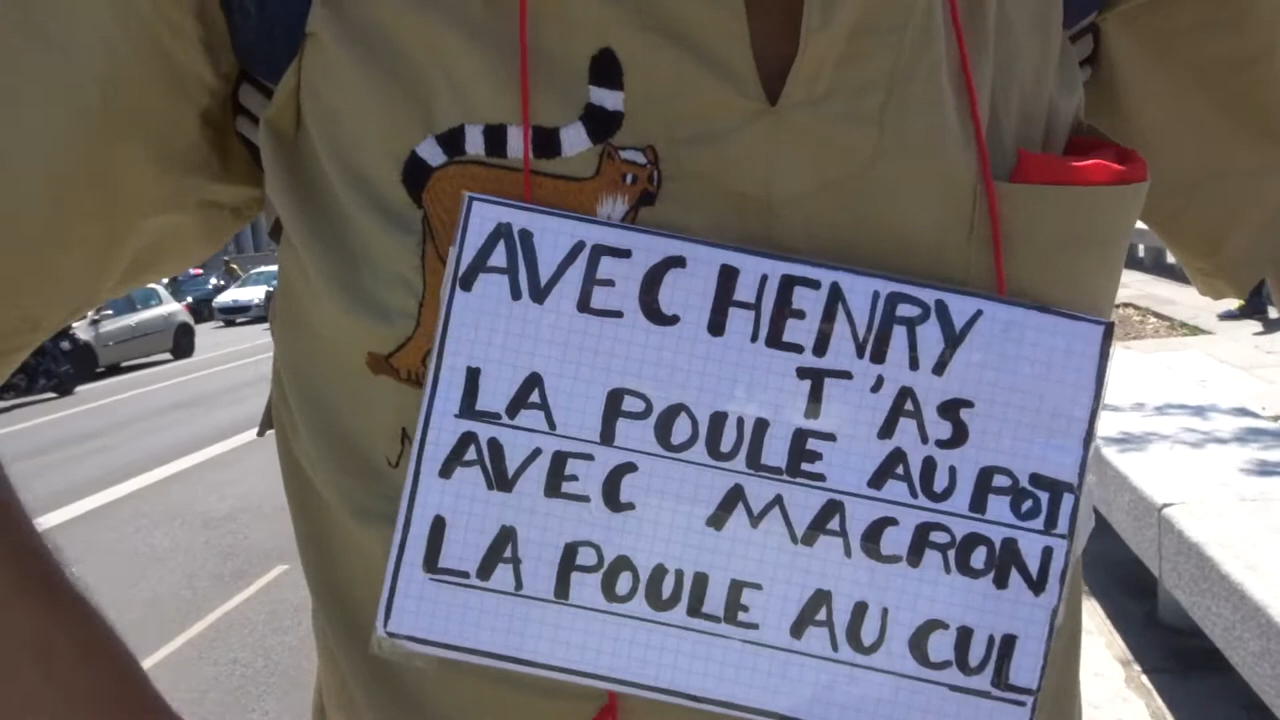 AVEC HENRY
T'AS
LA POULE AU POT
AVEC MACRON
LA POULE AU CUL